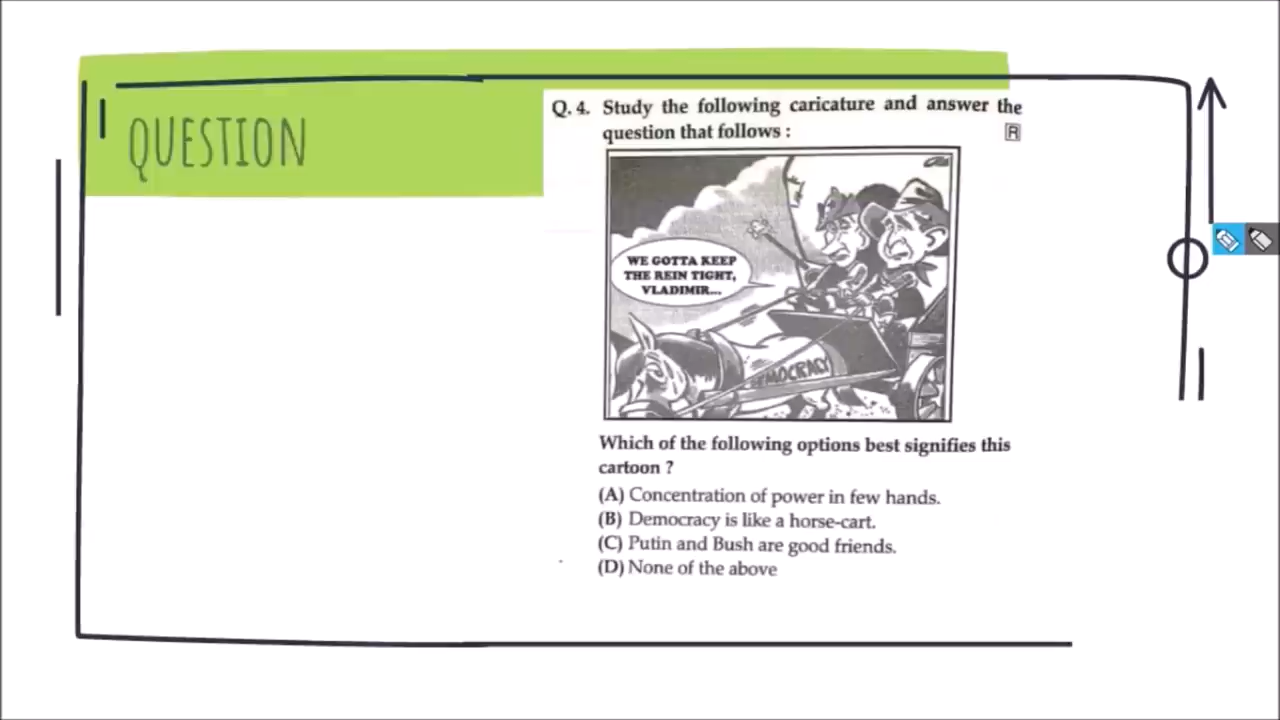 QUESTION
Q. 4. Study the following caricature and answer the
question that follows :
R
WE GOTTA KEEP
THE REIN TIGHT,
VLADIMIR...
DEMOCRACY
Which of the following options best signifies this
cartoon ?
(A) Concentration of power in few hands.
(B) Democracy is like a horse-cart.
(C) Putin and Bush are good friends.
(D) None of the above